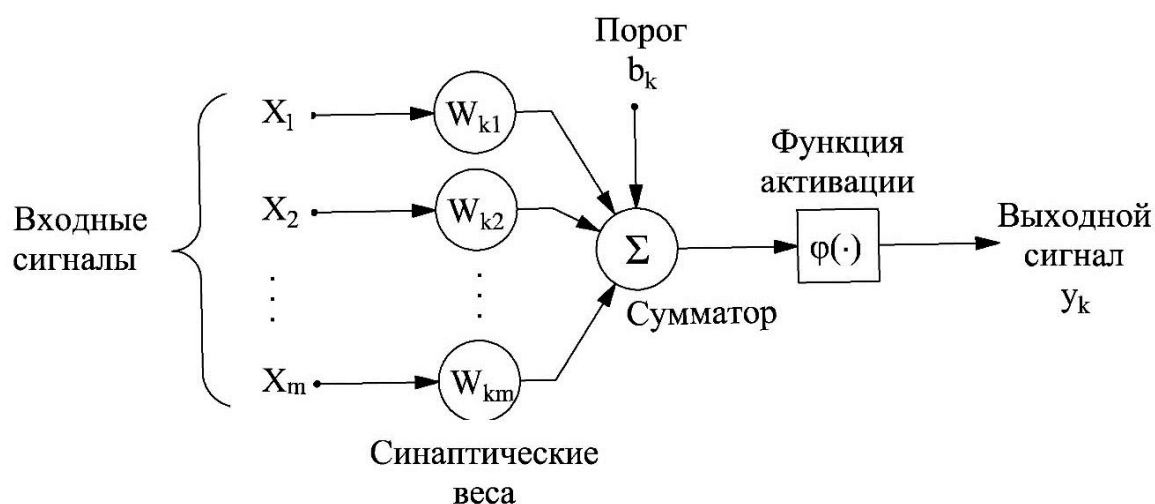 Порог
b_k
X_1
W_k1
Функция
активации
X_2
W_k2
Входные
сигналы
Σ
φ(·)
Выходной
сигнал
y_k
Сумматор
X_m
W_km
Синаптические
веса